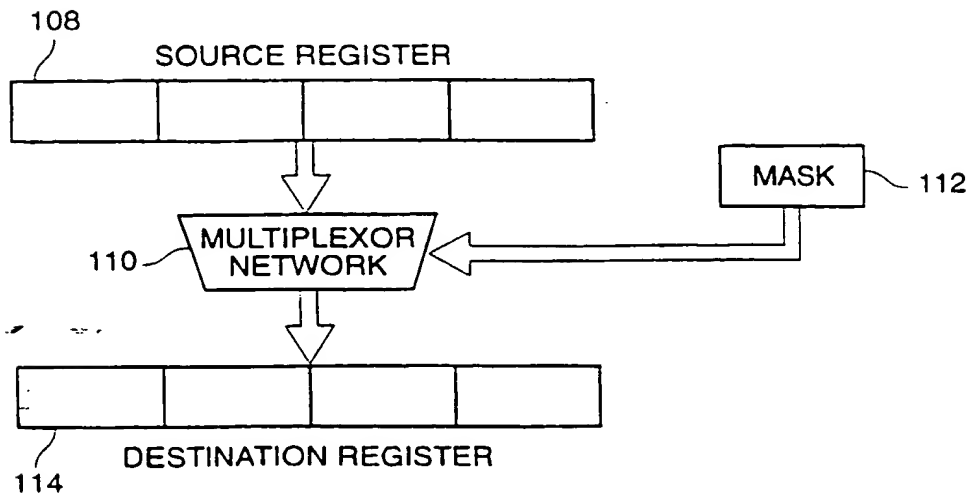 108
SOURCE REGISTER
MASK
112
MULTIPLEXOR
NETWORK
110
DESTINATION REGISTER
114